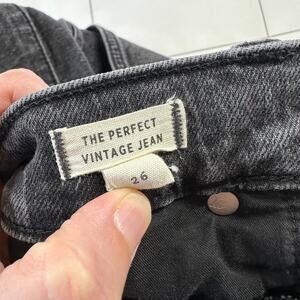 THE PERFECT
VINTAGE JEAN
26